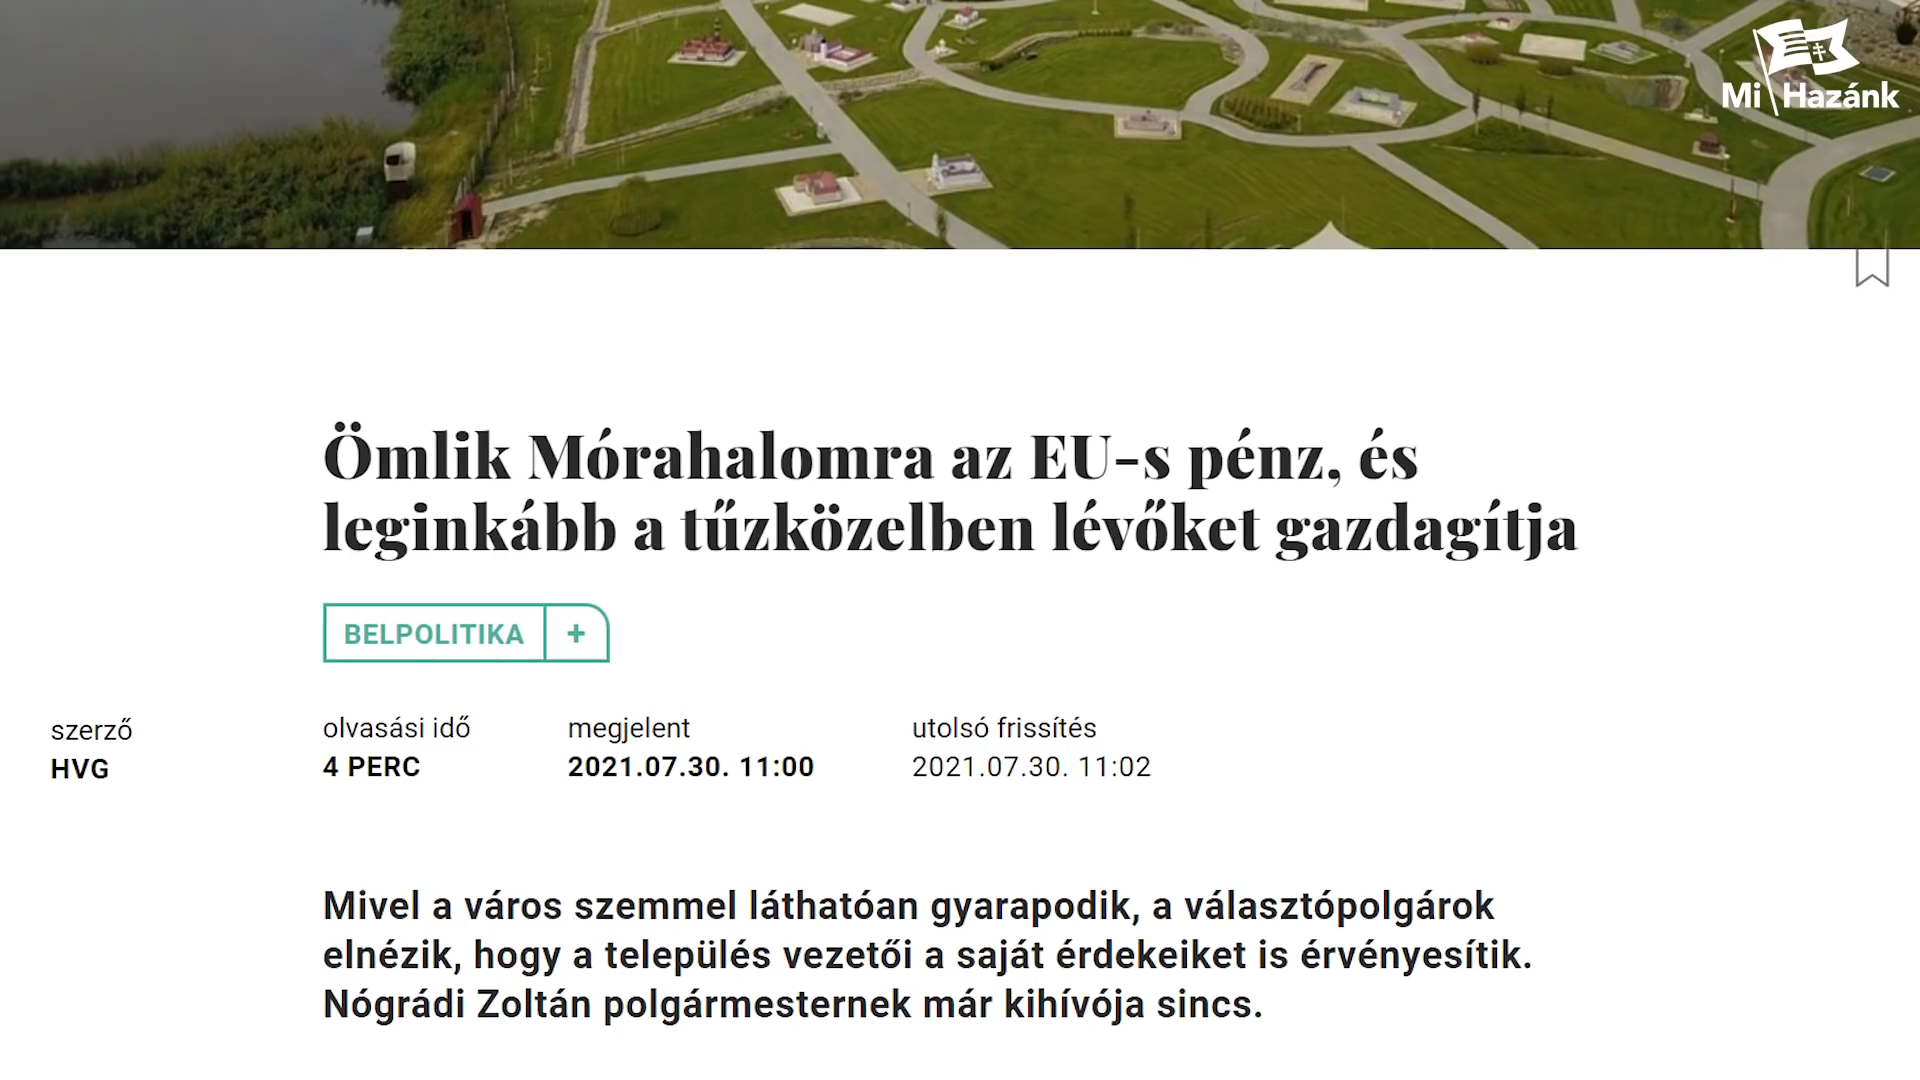 Mi Hazánk
Ömlik Mórahalomra az EU-s pénz, és
leginkább a tűzközelben lévőket gazdagítja
BELPOLITIKA +
szerző
HVG
olvasási idő
4 PERC
megjelent
2021.07.30. 11:00
utolsó frissítés
2021.07.30. 11:02
Mivel a város szemmel láthatóan gyarapodik, a választópolgárok
elnézik, hogy a település vezetői a saját érdekeiket is érvényesítik.
Nógrádi Zoltán polgármesternek már kihívója sincs.